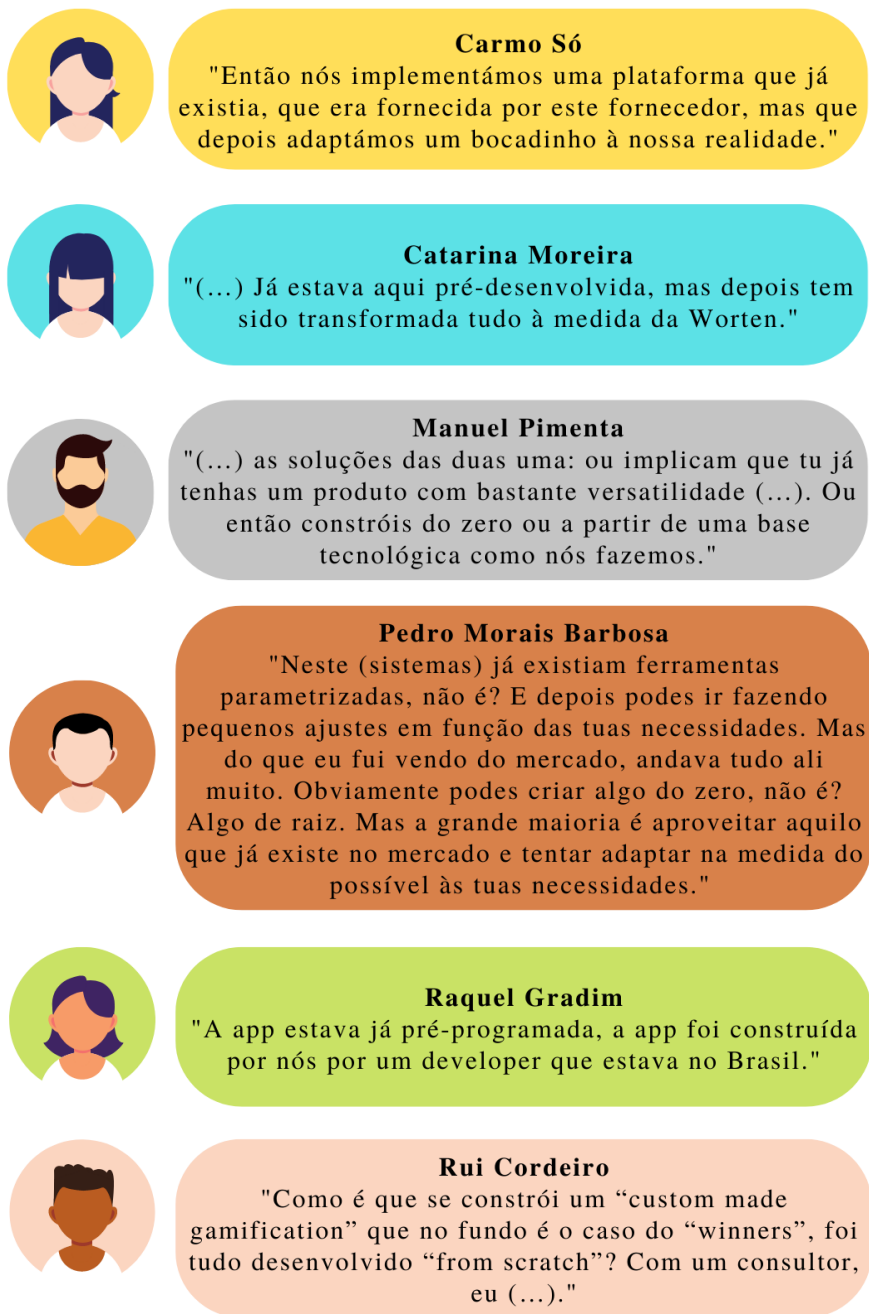 Carmo Só
"Então nós implementámos uma plataforma que já
existia, que era fornecida por este fornecedor, mas que
depois adaptámos um bocadinho à nossa realidade."
Catarina Moreira
"(…) Já estava aqui pré-desenvolvida, mas depois tem
sido transformada tudo à medida da Worten."
Manuel Pimenta
"(…) as soluções das duas uma: ou implicam que tu já
tenhas um produto com bastante versatilidade (…). Ou
então constróis do zero ou a partir de uma base
tecnológica como nós fazemos."
Pedro Morais Barbosa
"Neste (sistemas) já existiam ferramentas
parametrizadas, não é? E depois podes ir fazendo
pequenos ajustes em função das tuas necessidades. Mas
do que eu fui vendo do mercado, andava tudo ali
muito. Obviamente podes criar algo do zero, não é?
Algo de raiz. Mas a grande maioria é aproveitar aquilo
que já existe no mercado e tentar adaptar na medida do
possível às tuas necessidades."
Raquel Gradim
"A app estava já pré-programada, a app foi construída
por nós por um developer que estava no Brasil."
Rui Cordeiro
"Como é que se constrói um “custom made
gamification” que no fundo é o caso do “winners”, foi
tudo desenvolvido “from scratch”? Com um consultor,
eu (…)."